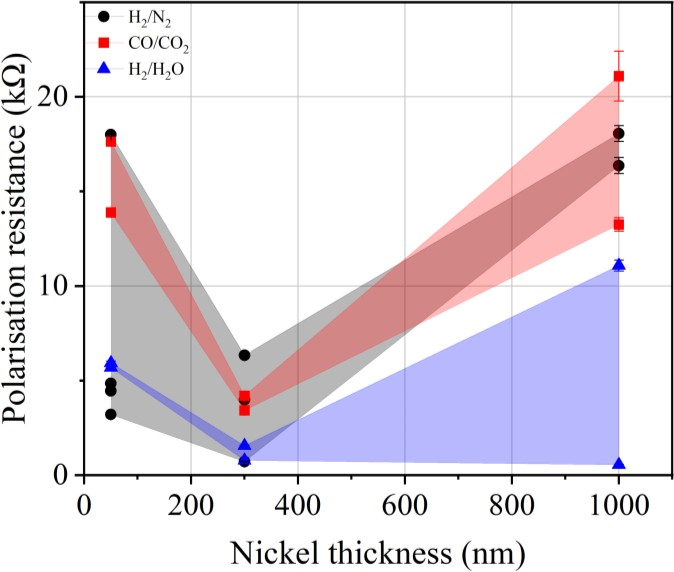 H₂/N₂
CO/CO₂
H₂/H₂O
Polarisation resistance (kΩ)
20
10
0
0 200 400 600 800 1000
Nickel thickness (nm)